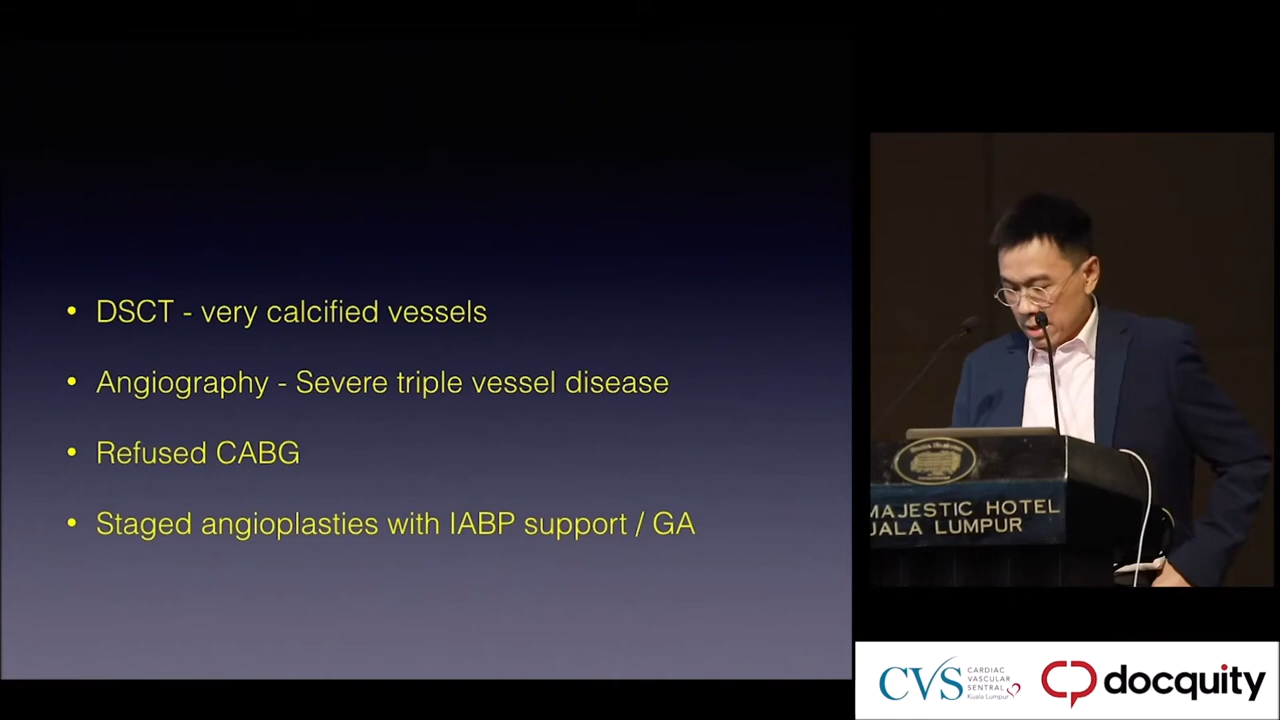 • DSCT - very calcified vessels
• Angiography - Severe triple vessel disease
• Refused CABG
• Staged angioplasties with IABP support / GA
MAJESTIC HOTEL
UALA LUMPUR
CVS
CARDIAC
VASCULAR
SENTRAL
Kuala Lumpur
docquity